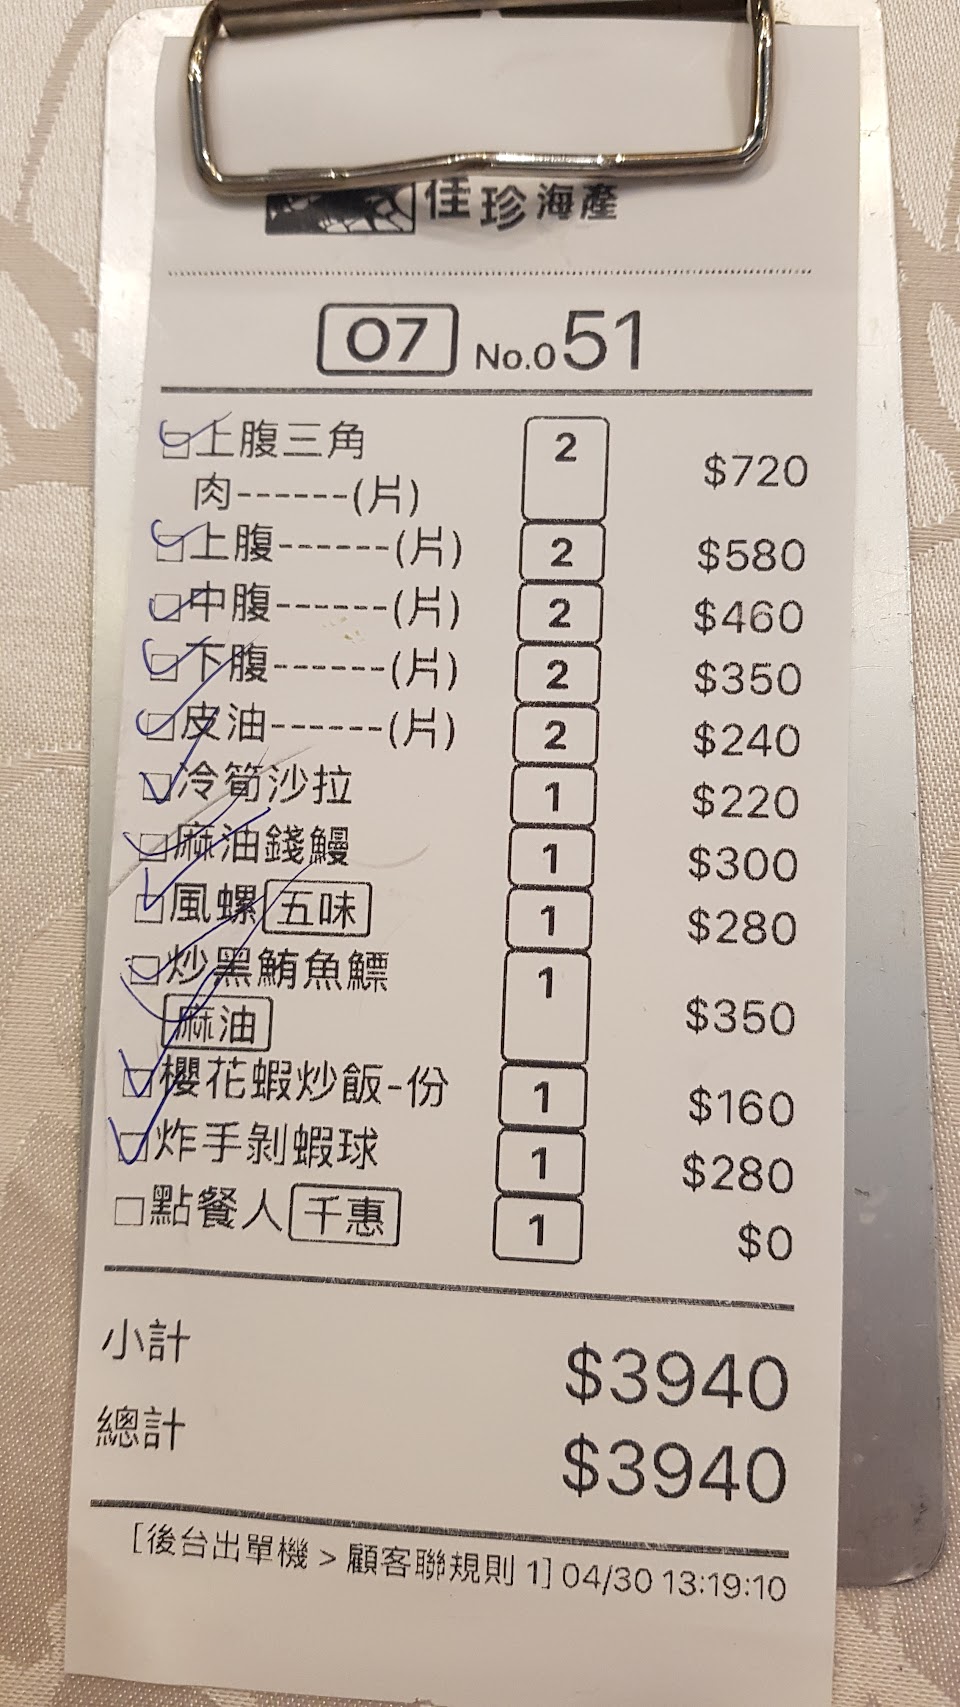 佳珍海產
07 No.051
□上腹三角 2 $720
肉------(片)
□上腹------(片) 2 $580
□中腹------(片) 2 $460
□下腹------(片) 2 $350
□皮油------(片) 2 $240
□冷筍沙拉 1 $220
□麻油錢鰻 1 $300
□風螺 五味 1 $280
□炒黑鮪魚鰾 1 $350
麻油
□櫻花蝦炒飯-份 1 $160
□炸手剝蝦球 1 $280
□點餐人 千惠 1 $0
小計 $3940
總計 $3940
[後台出單機 > 顧客聯規則 1] 04/30 13:19:10